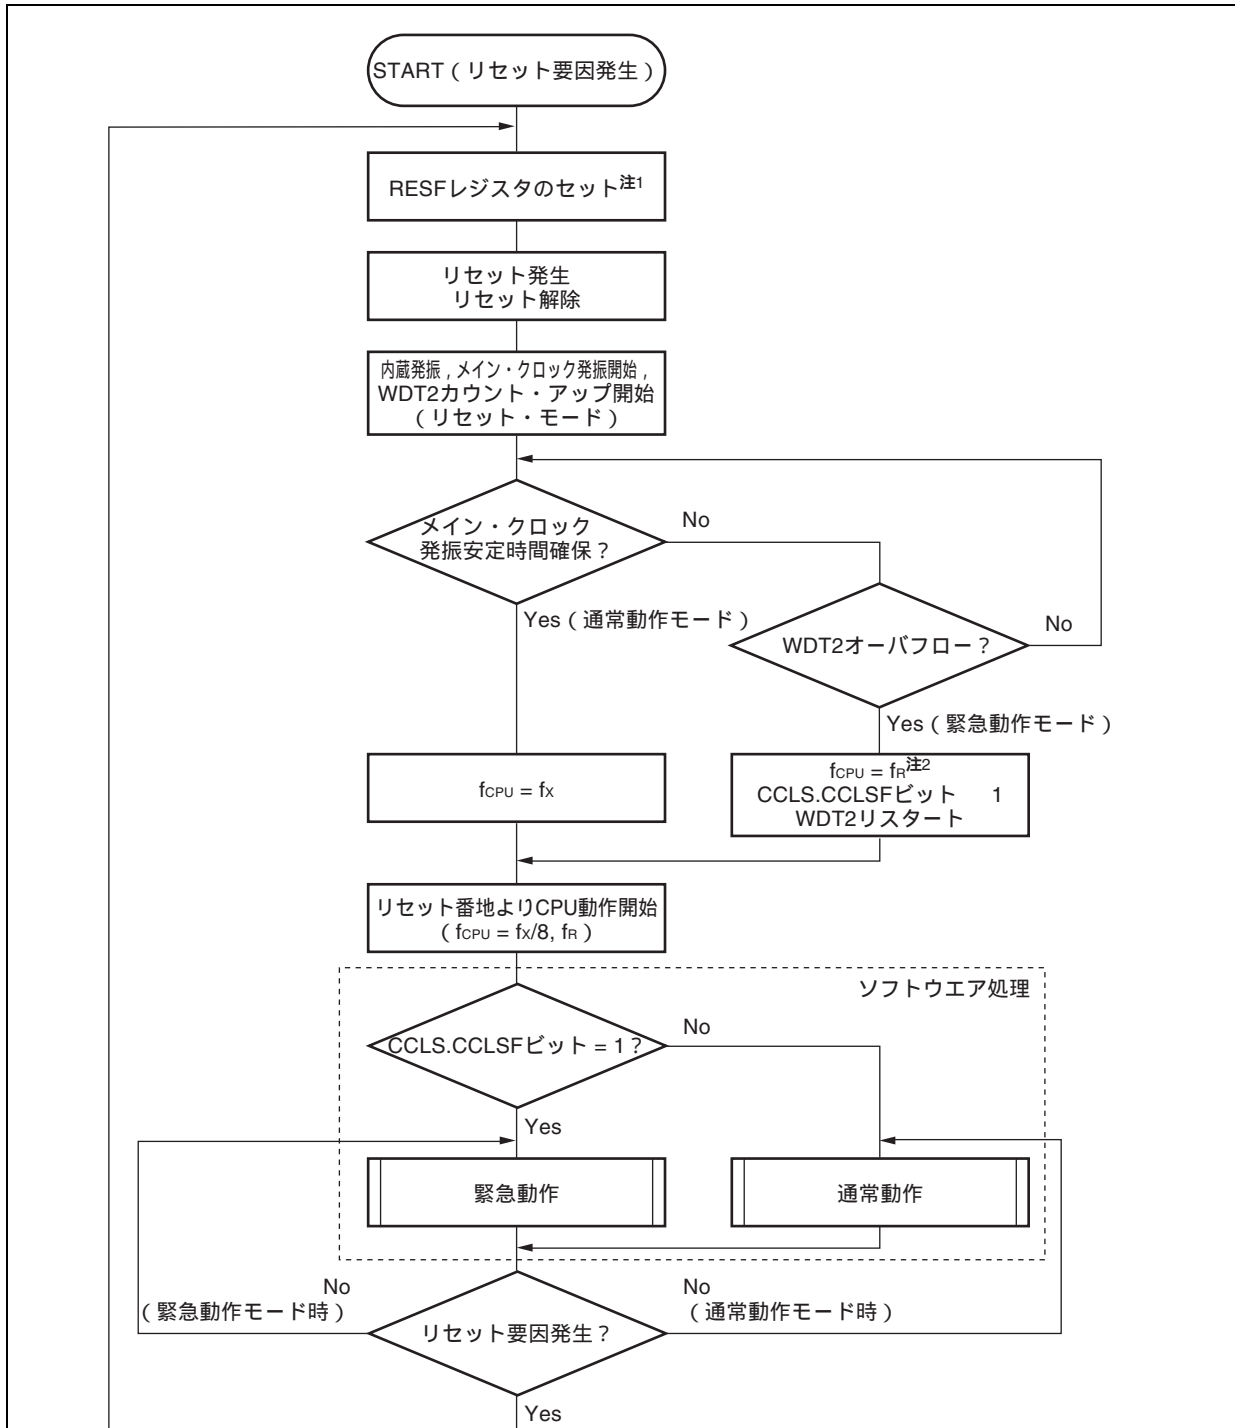 START（リセット要因発生）
RESFレジスタのセット注1
リセット発生
リセット解除
内蔵発振，メイン・クロック発振開始，
WDT2カウント・アップ開始
（リセット・モード）
メイン・クロック
発振安定時間確保？
No
Yes（通常動作モード）
WDT2オーバフロー？
No
Yes（緊急動作モード）
fCPU = fX
fCPU = fR注2
CCLS.CCLSFビット　　1
WDT2リスタート
リセット番地よりCPU動作開始
（fCPU = fX/8, fR）
ソフトウエア処理
CCLS.CCLSFビット = 1？
No
Yes
緊急動作
通常動作
No
（緊急動作モード時）
リセット要因発生？
No
（通常動作モード時）
Yes